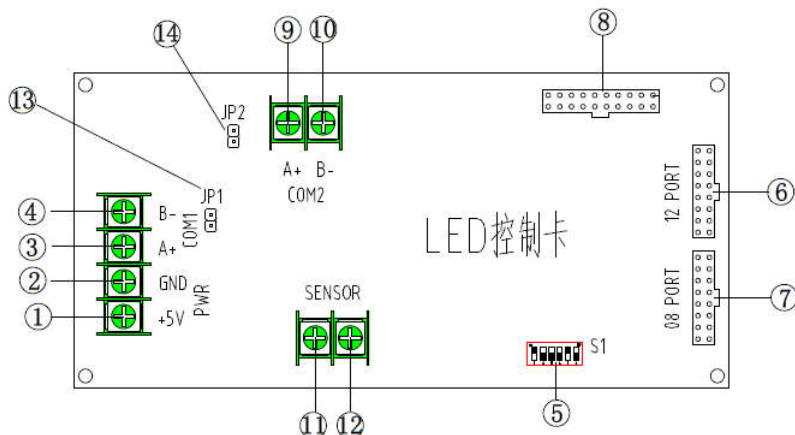 ⑭
⑨
⑩
⑧
⑬
JP2
A+ B-
COM2
④
B-
JP1
COM1
③
A+
②
GND
PWR
①
+5V
LED控制卡
12 PORT
⑥
08 PORT
⑦
SENSOR
S1
⑪
⑫
⑤